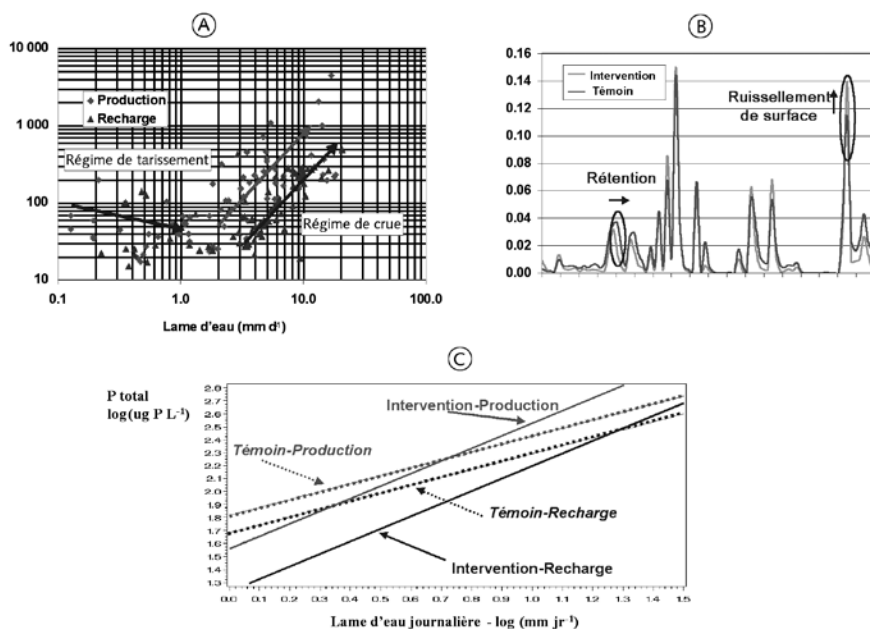 A
10 000
1 000
100
10
Production
Recharge
Régime de tarissement
Régime de crue
0.1
1.0
10.0
100.0
Lame d'eau (mm d¹)
B
0.16
0.14
0.12
0.10
0.08
0.06
0.04
0.02
0.00
Intervention
Témoin
Ruissellement
de surface
Rétention
C
P total
log(ug P L⁻¹)
2.8
2.7
2.6
2.5
2.4
2.3
2.2
2.1
2.0
1.9
1.8
1.7
1.6
1.5
1.4
1.3
Intervention-Production
Témoin-Production
Témoin-Recharge
Intervention-Recharge
0.0
0.1
0.2
0.3
0.4
0.5
0.6
0.7
0.8
0.9
1.0
1.1
1.2
1.3
1.4
1.5
Lame d'eau journalière - log (mm jr⁻¹)